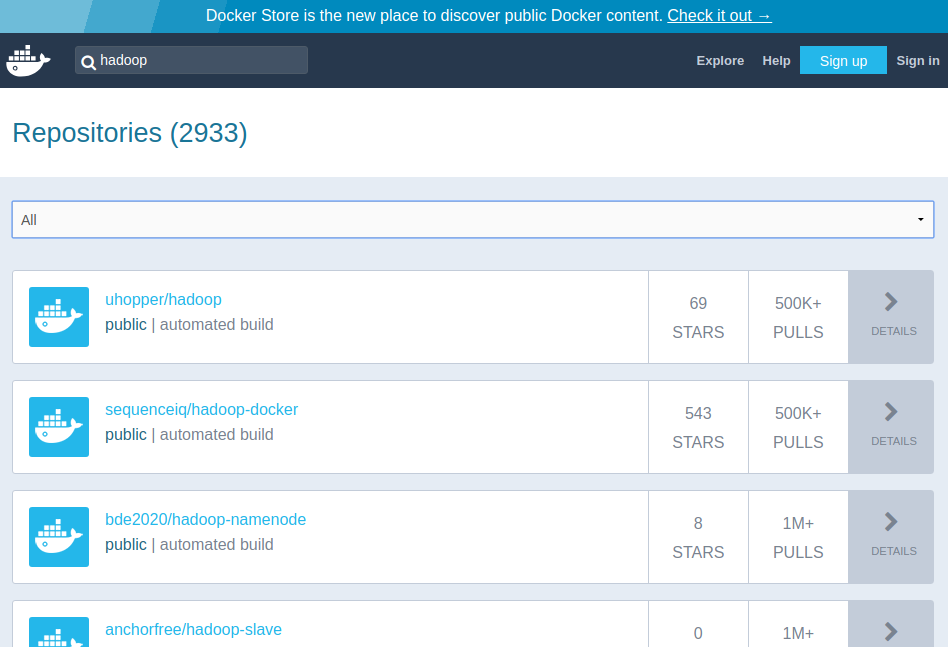 Docker Store is the new place to discover public Docker content. Check it out →
hadoop
Explore Help Sign up Sign in
Repositories (2933)
All
uhopper/hadoop
public | automated build
69
STARS
500K+
PULLS
DETAILS
sequenceiq/hadoop-docker
public | automated build
543
STARS
500K+
PULLS
DETAILS
bde2020/hadoop-namenode
public | automated build
8
STARS
1M+
PULLS
DETAILS
anchorfree/hadoop-slave
0
1M+